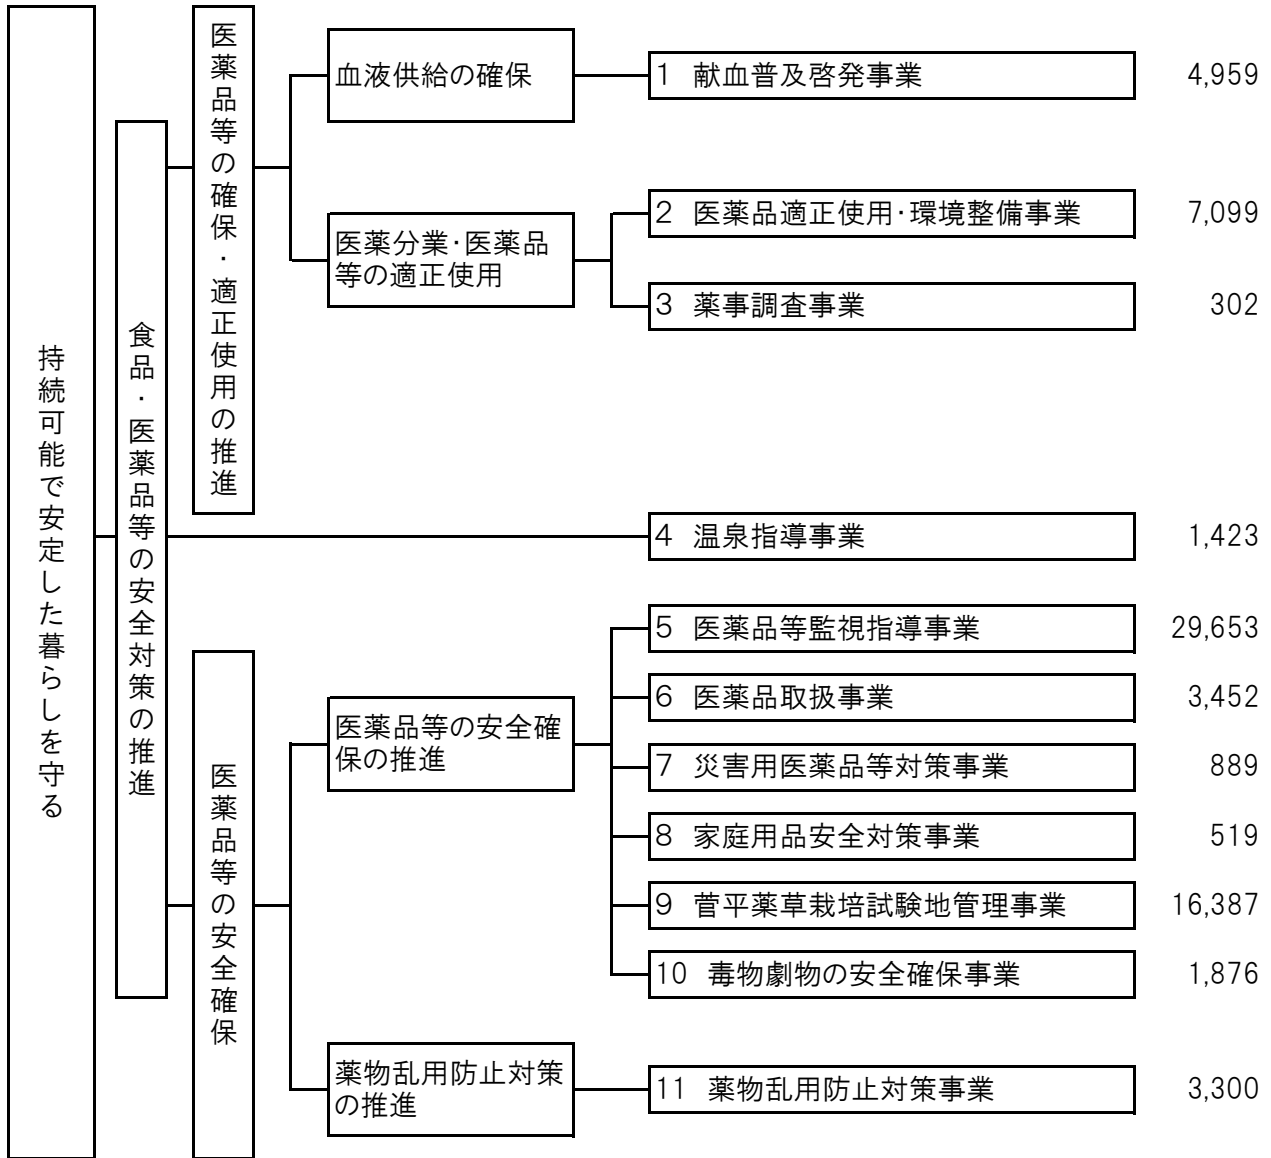 持続可能で安定した暮らしを守る
食品・医薬品等の安全対策の推進
医薬品等の確保・適正使用の推進
血液供給の確保
1 献血普及啓発事業 4,959
医薬分業・医薬品
等の適正使用
2 医薬品適正使用・環境整備事業 7,099
3 薬事調査事業 302
4 温泉指導事業 1,423
医薬品等の安全確保
医薬品等の安全確
保の推進
5 医薬品等監視指導事業 29,653
6 医薬品取扱事業 3,452
7 災害用医薬品等対策事業 889
8 家庭用品安全対策事業 519
9 菅平薬草栽培試験地管理事業 16,387
10 毒物劇物の安全確保事業 1,876
薬物乱用防止対策
の推進
11 薬物乱用防止対策事業 3,300